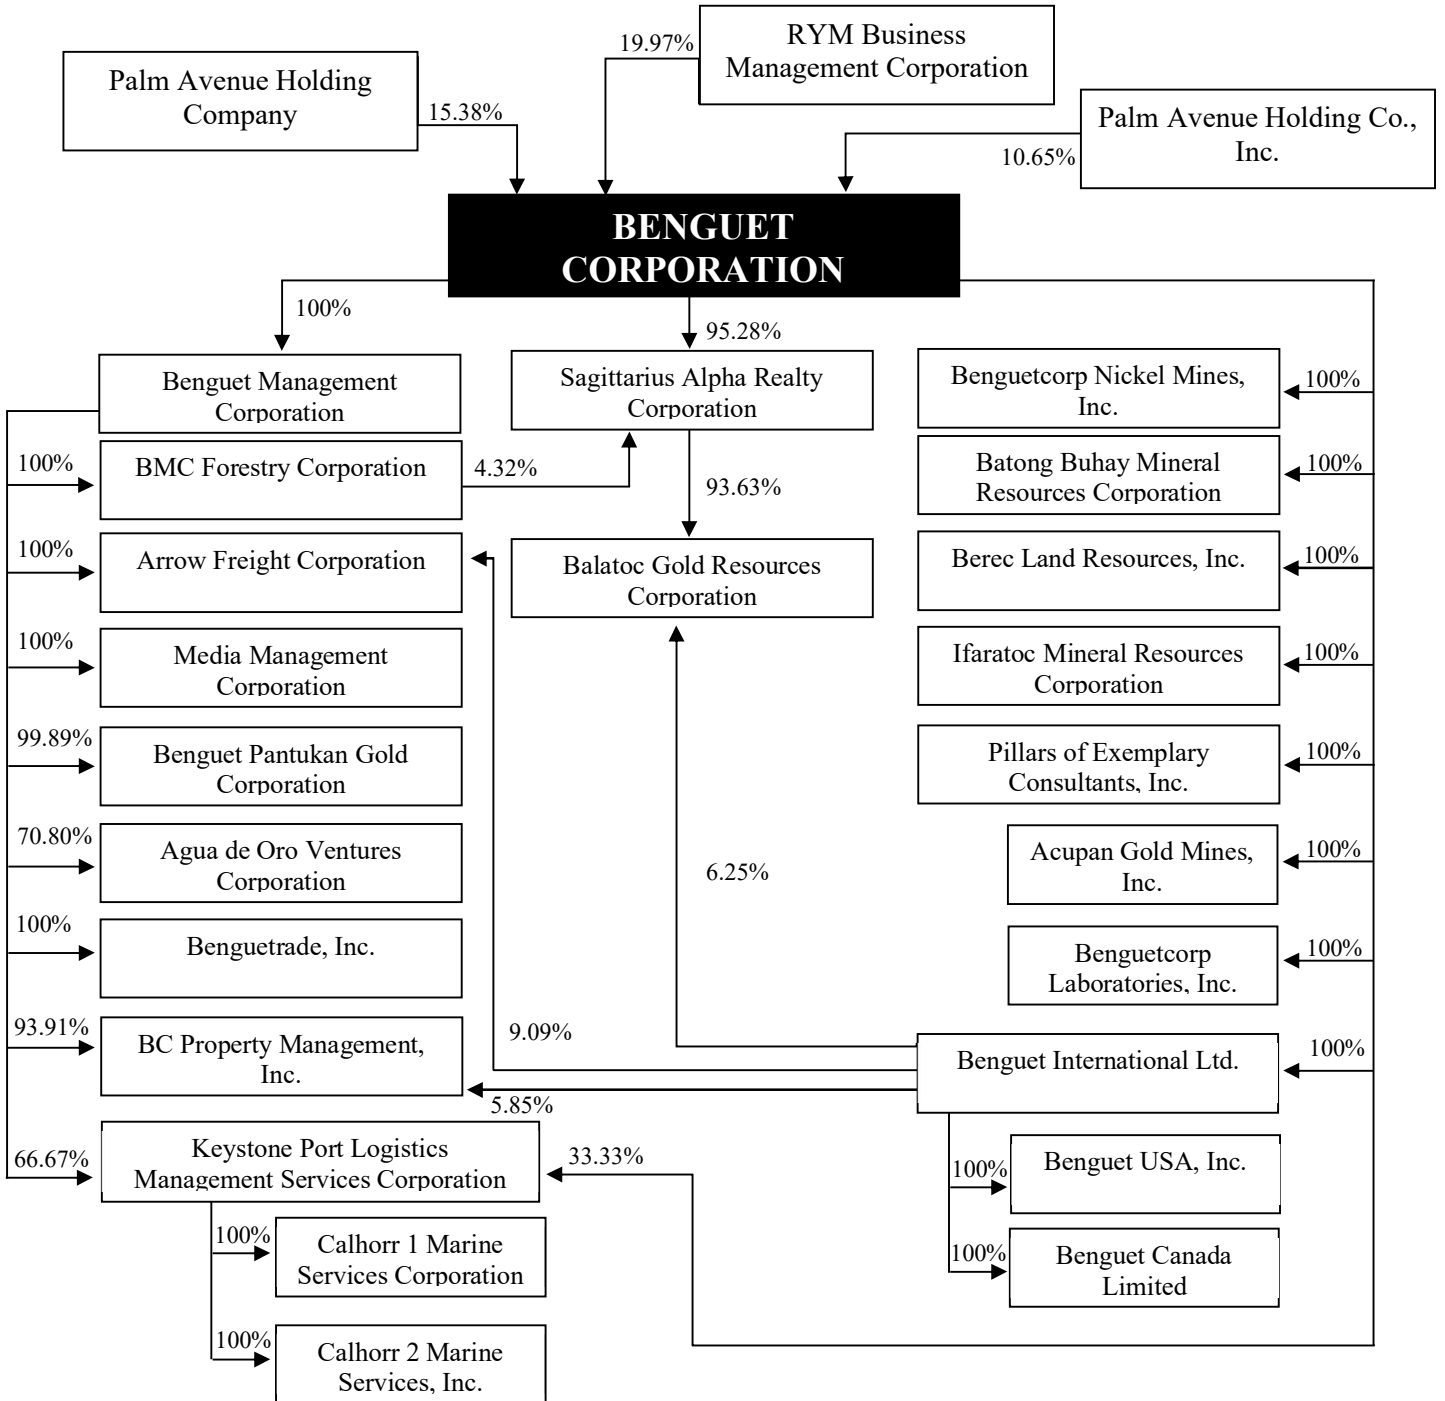 RYM Business
Management Corporation
19.97%
Palm Avenue Holding
Company
15.38%
Palm Avenue Holding Co.,
Inc.
10.65%
BENGUET
CORPORATION
100%
95.28%
Benguet Management
Corporation
Sagittarius Alpha Realty
Corporation
Benguetcorp Nickel Mines,
Inc.
100%
100%
BMC Forestry Corporation
4.32%
93.63%
Batong Buhay Mineral
Resources Corporation
100%
100%
Arrow Freight Corporation
Balatoc Gold Resources
Corporation
Berec Land Resources, Inc.
100%
100%
Media Management
Corporation
Ifaratoc Mineral Resources
Corporation
100%
99.89%
Benguet Pantukan Gold
Corporation
Pillars of Exemplary
Consultants, Inc.
100%
70.80%
Agua de Oro Ventures
Corporation
6.25%
Acupan Gold Mines,
Inc.
100%
100%
Benguetrade, Inc.
Benguetcorp
Laboratories, Inc.
100%
93.91%
BC Property Management,
Inc.
9.09%
5.85%
Benguet International Ltd.
100%
66.67%
Keystone Port Logistics
Management Services Corporation
33.33%
100%
Benguet USA, Inc.
100%
Calhorr 1 Marine
Services Corporation
100%
Benguet Canada
Limited
100%
Calhorr 2 Marine
Services, Inc.